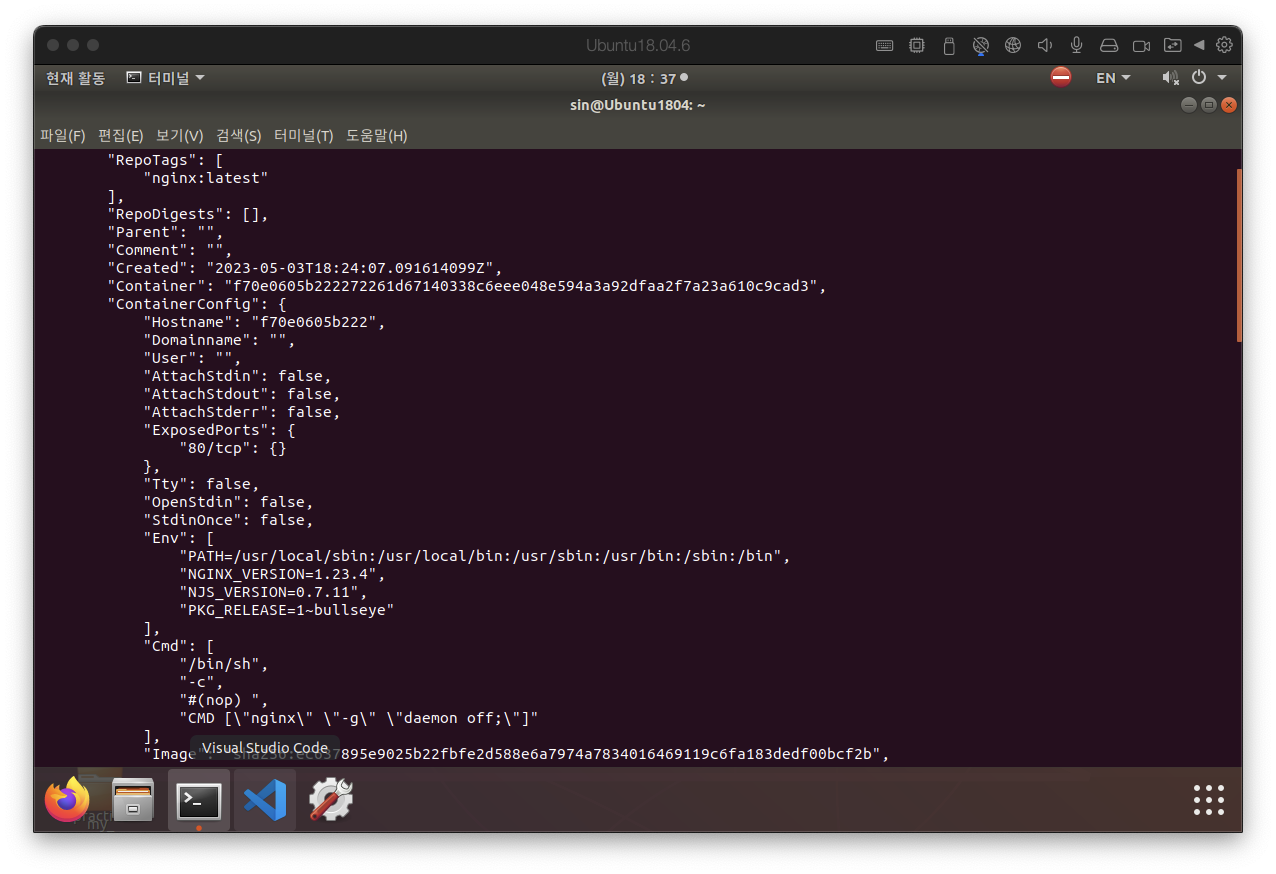 Ubuntu18.04.6
현재 활동 터미널 (월) 18 : 37 EN
sin@Ubuntu1804: ~
파일(F) 편집(E) 보기(V) 검색(S) 터미널(T) 도움말(H)
"RepoTags": [
"nginx:latest"
],
"RepoDigests": [],
"Parent": "",
"Comment": "",
"Created": "2023-05-03T18:24:07.091614099Z",
"Container": "f70e0605b222272261d67140338c6eee048e594a3a92dfaa2f7a23a610c9cad3",
"ContainerConfig": {
"Hostname": "f70e0605b222",
"Domainname": "",
"User": "",
"AttachStdin": false,
"AttachStdout": false,
"AttachStderr": false,
"ExposedPorts": {
"80/tcp": {}
},
"Tty": false,
"OpenStdin": false,
"StdinOnce": false,
"Env": [
"PATH=/usr/local/sbin:/usr/local/bin:/usr/sbin:/usr/bin:/sbin:/bin",
"NGINX_VERSION=1.23.4",
"NJS_VERSION=0.7.11",
"PKG_RELEASE=1~bullseye"
],
"Cmd": [
"/bin/sh",
"-c",
"#(nop) ",
"CMD [\"nginx\" \"-g\" \"daemon off;\"]"
],
"Image": 895e9025b22fbfe2d588e6a7974a7834016469119c6fa183dedf00bcf2b",
Visual Studio Code
my_